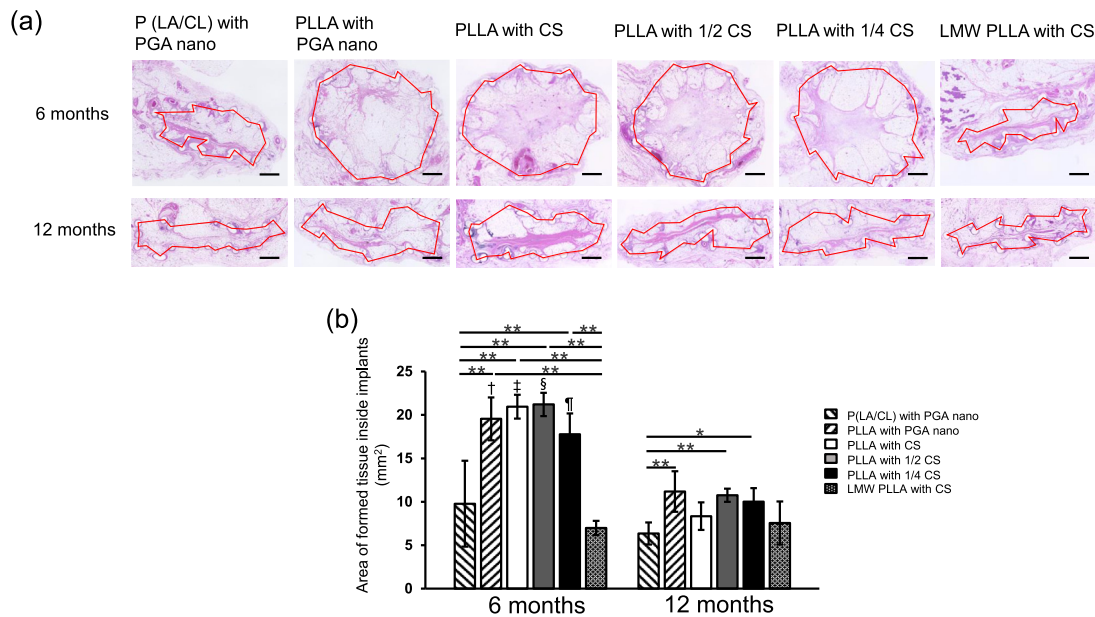 (a)
P (LA/CL) with
PGA nano
PLLA with
PGA nano
PLLA with CS
PLLA with 1/2 CS
PLLA with 1/4 CS
LMW PLLA with CS
6 months
12 months
(b)
** **
** **
** **
** **
† ‡ § ¶
*
**
**
Area of formed tissue inside implants
(mm²)
25
20
15
10
5
0
6 months
12 months
P(LA/CL) with PGA nano
PLLA with PGA nano
PLLA with CS
PLLA with 1/2 CS
PLLA with 1/4 CS
LMW PLLA with CS